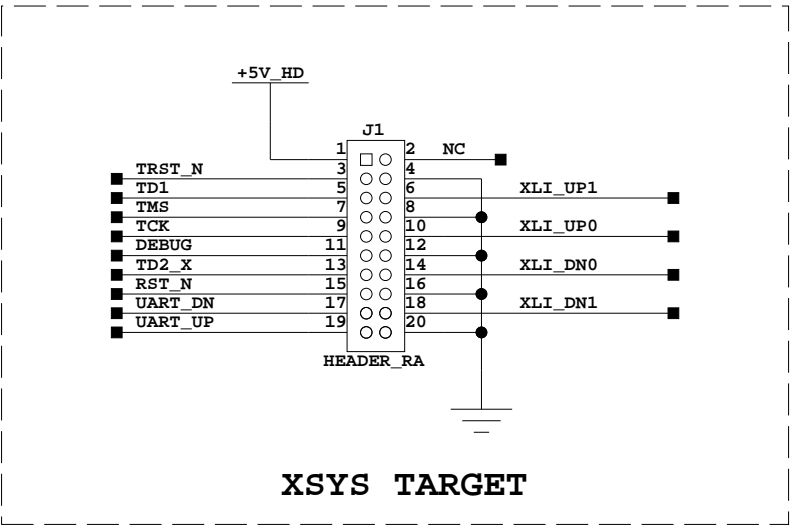 +5V_HD
J1
1 2 NC
TRST_N 3 4
TD1 5 6 XLI_UP1
TMS 7 8
TCK 9 10 XLI_UP0
DEBUG 11 12
TD2_X 13 14 XLI_DN0
RST_N 15 16
UART_DN 17 18 XLI_DN1
UART_UP 19 20
HEADER_RA
XSYS TARGET